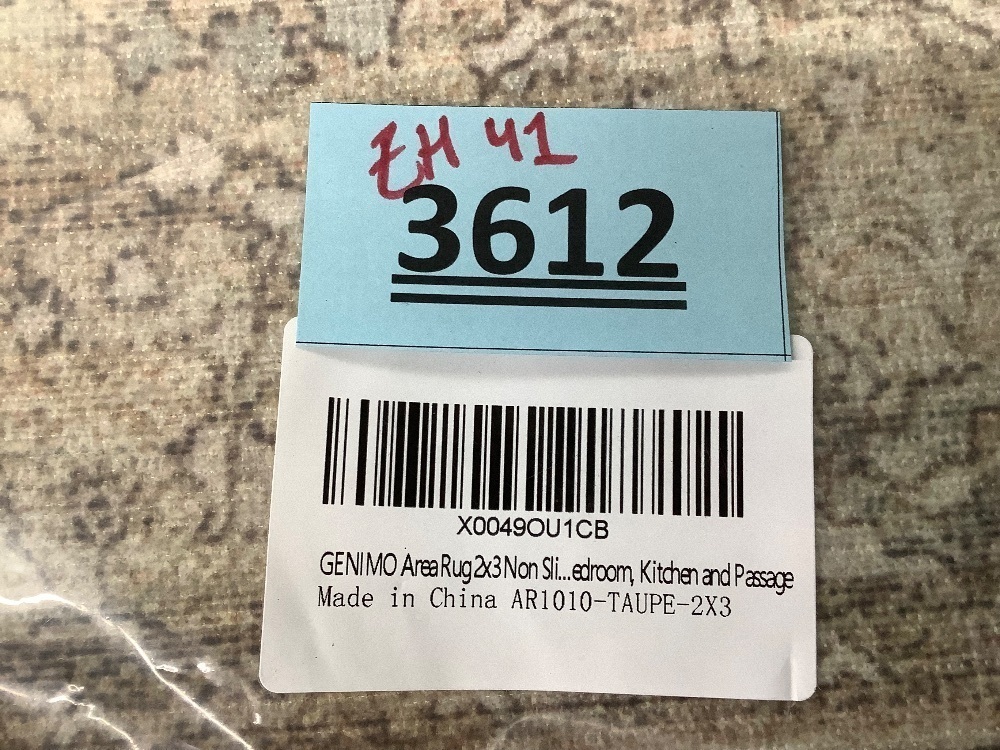 ZH 41
3612
X0049OU1CB
GENIMO Area Rug 2x3 Non Sli...edroom, Kitchen and Passage
Made in China AR1010-TAUPE-2X3